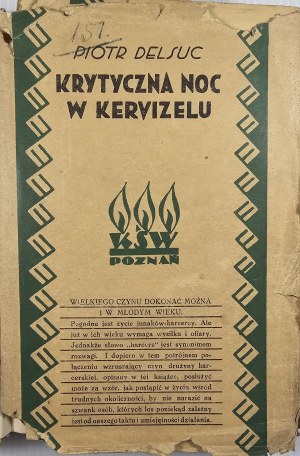 151.
PIOTR DELSUC
KRYTYCZNA NOC
W KERVIZELU
KŚW
POZNAŃ
WIELKIEGO CZYNU DOKONAĆ MOŻNA
I W MŁODYM WIEKU.
Pogodne jest życie junaków-harcerzy. Ale
już w ich wieku wymaga wysiłku i ofiary.
Jednakże słowo „harcerz" jest synonimem
rozwagi. I dopiero w tem potrójnem po-
łączeniu wzruszający czyn drużyny har-
cerskiej, opisany w tej książce, posłużyć
może za wzór, jak postąpić w życiu wśród
trudnych okoliczności, by nie narazić na
szwank osób, których los poniekąd zależny
jest od naszego taktu i umiejętności działania.